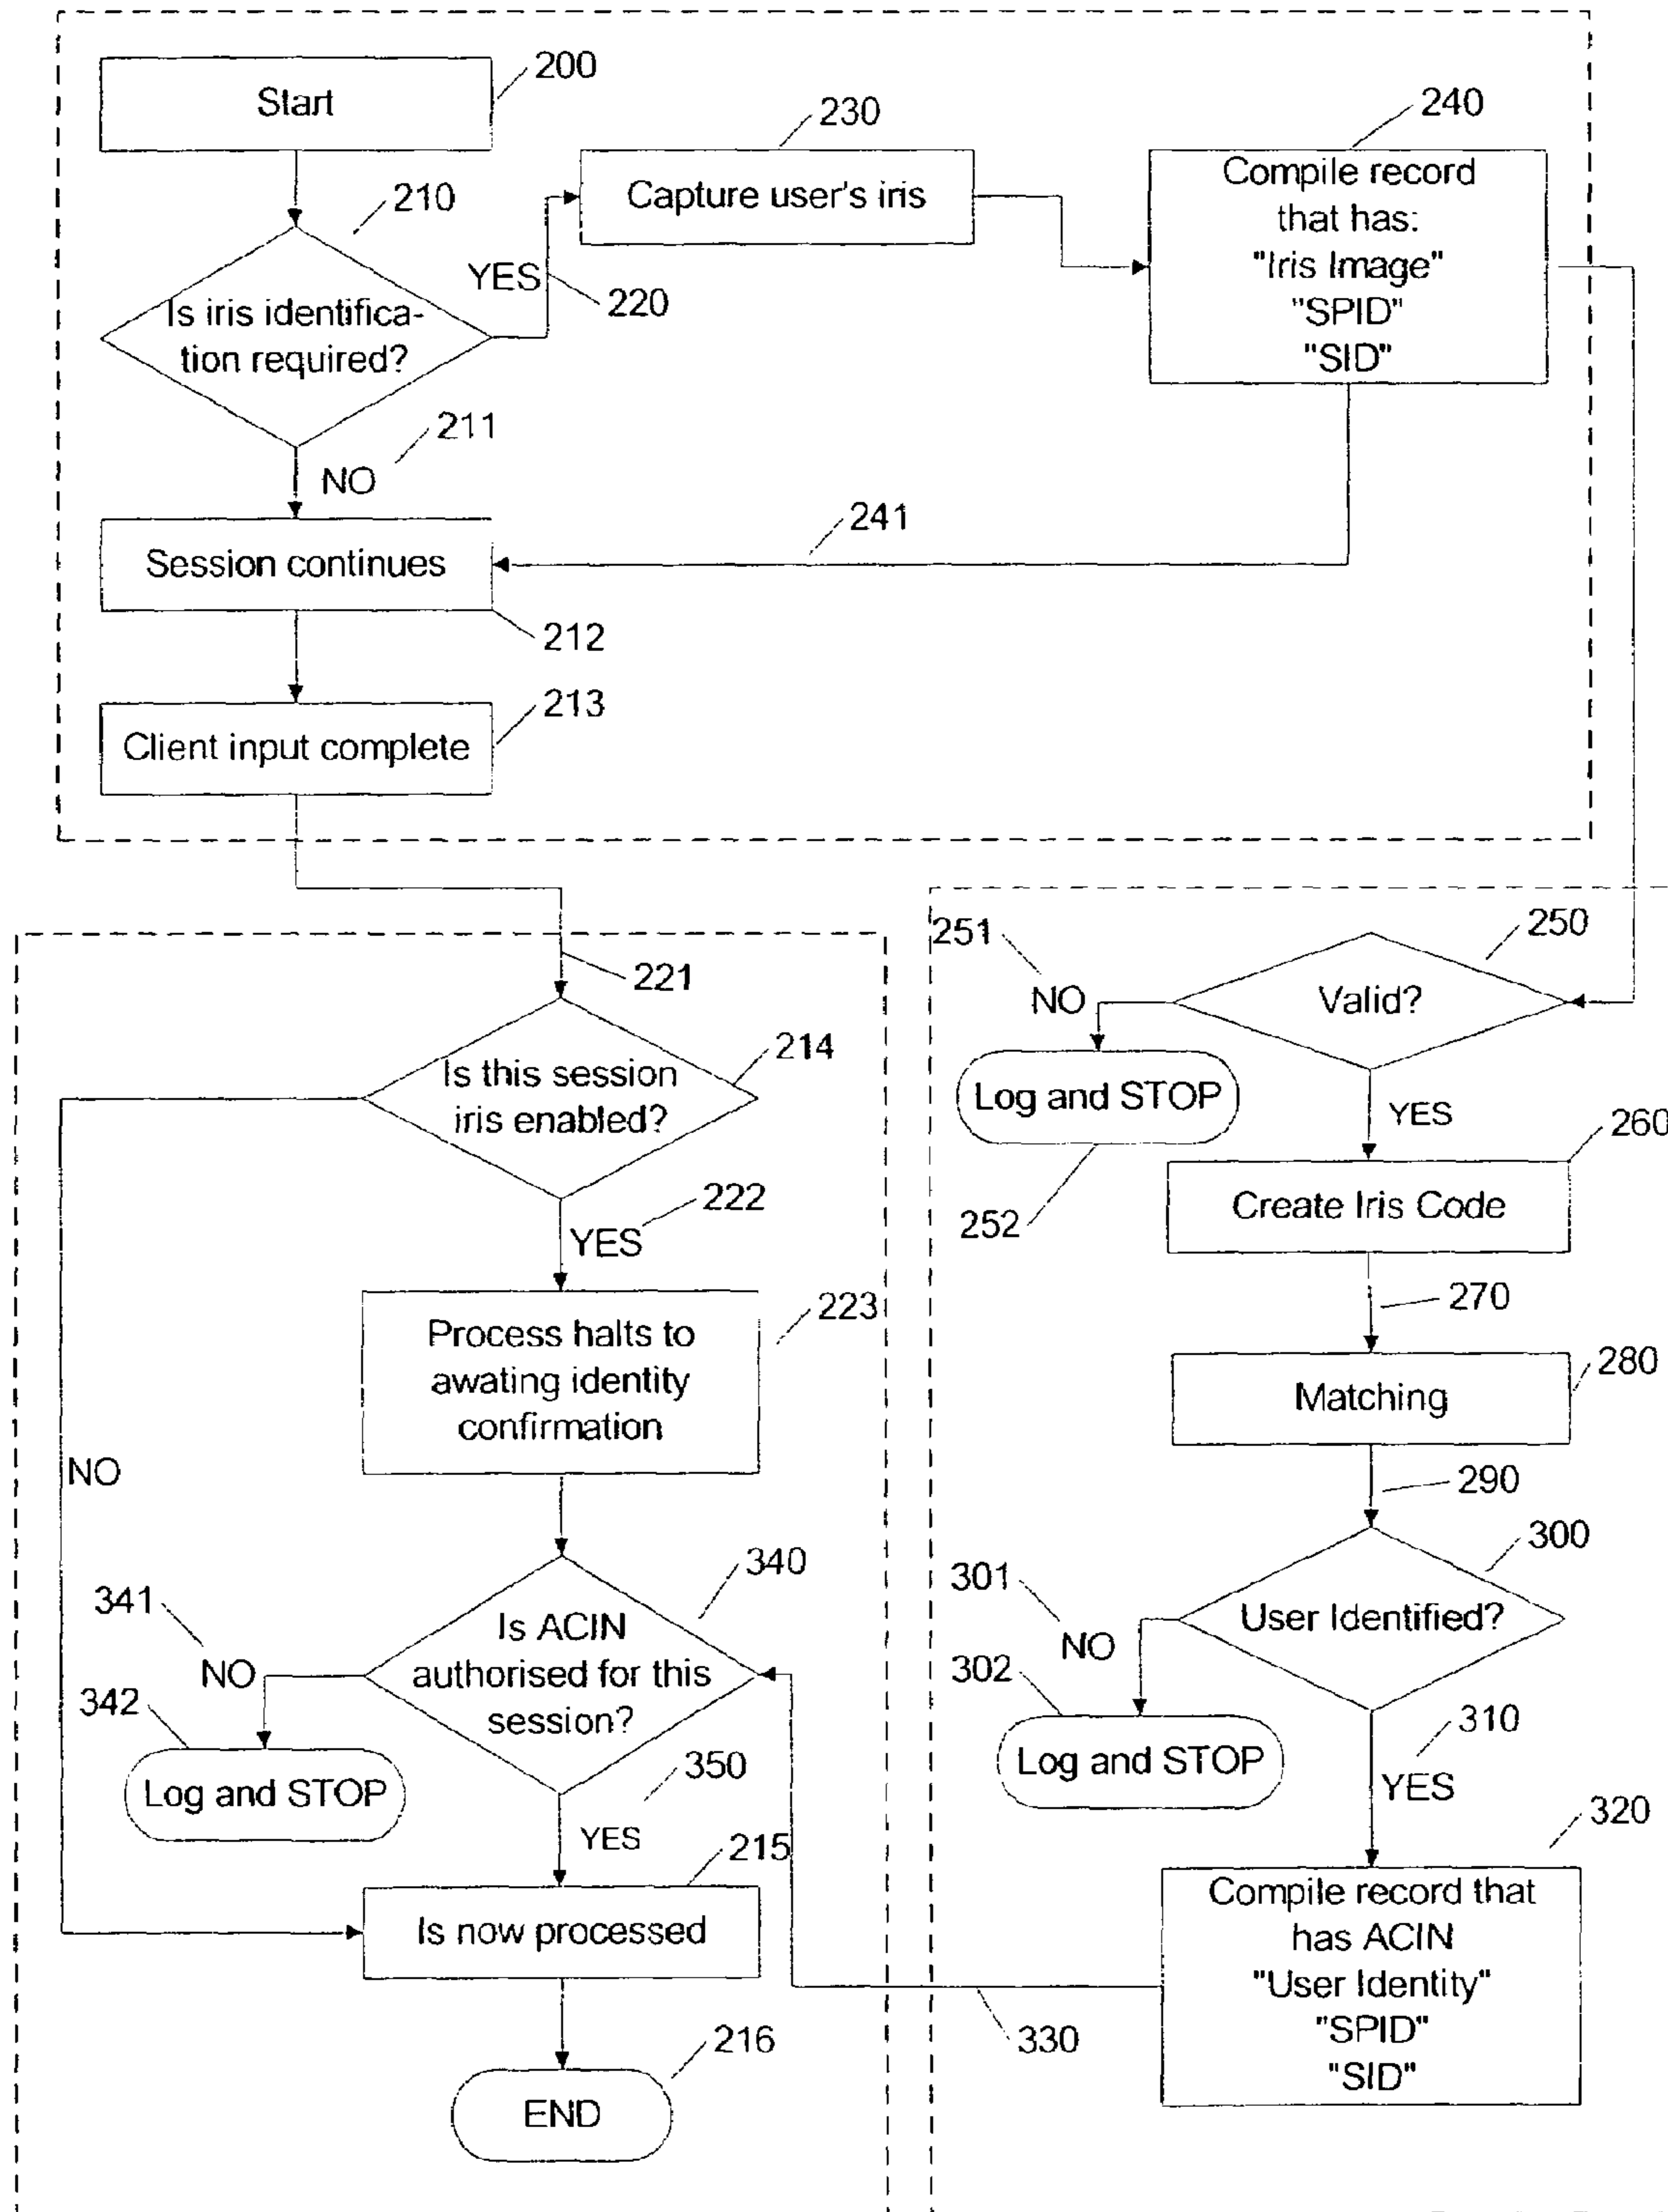 200
Start
230
240
Capture user's iris
Compile record
that has:
"Iris Image"
"SPID"
"SID"
210
YES
220
Is iris identifica-
tion required?
211
NO
241
Session continues
212
213
Client input complete
221
214
Is this session
iris enabled?
222
YES
223
Process halts to
awating identity
confirmation
NO
340
341
Is ACIN
authorised for this
session?
NO
342
Log and STOP
350
YES
215
Is now processed
216
END
251
250
NO
Valid?
Log and STOP
252
YES
260
Create Iris Code
270
280
Matching
290
300
301
User Identified?
NO
302
Log and STOP
310
YES
320
Compile record that
has ACIN
"User Identity"
"SPID"
"SID"
330